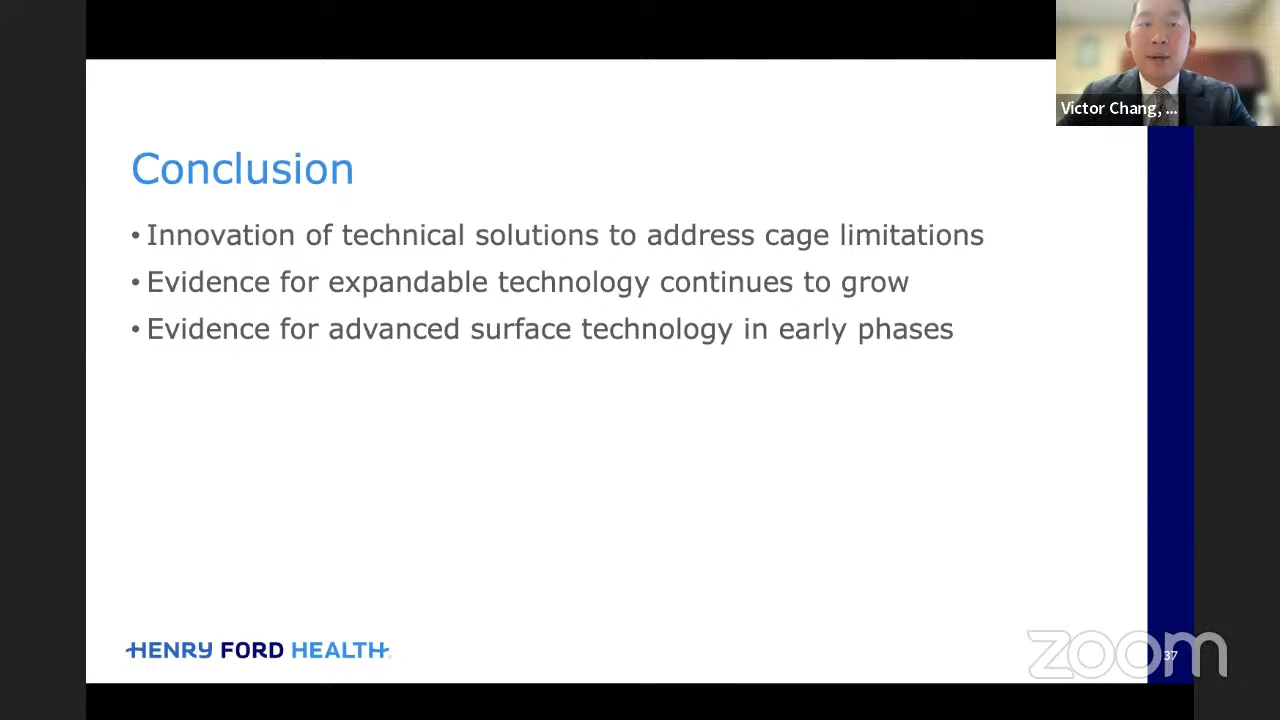 Victor Chang, ...
Conclusion
• Innovation of technical solutions to address cage limitations
• Evidence for expandable technology continues to grow
• Evidence for advanced surface technology in early phases
HENRY FORD HEALTH
zoom
37